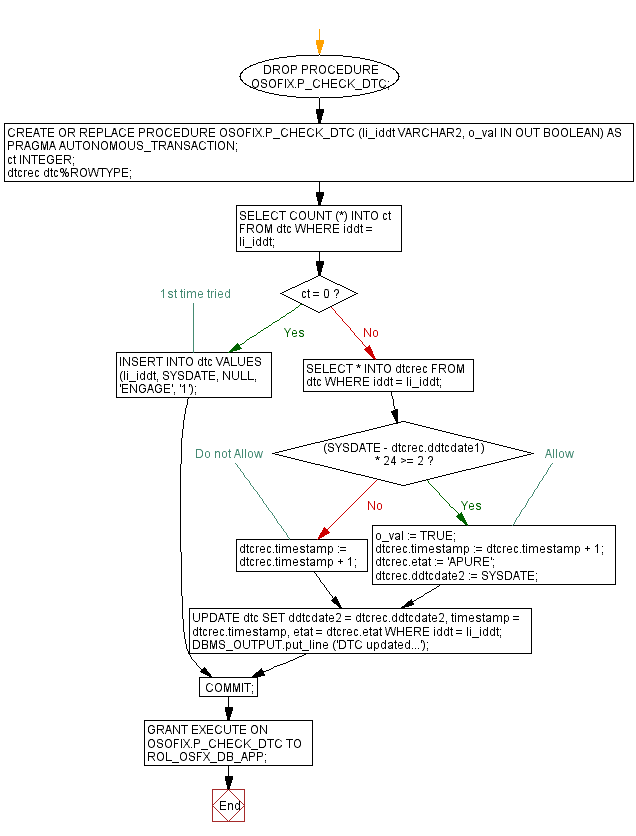 DROP PROCEDURE
OSOFIX.P_CHECK_DTC;
CREATE OR REPLACE PROCEDURE OSOFIX.P_CHECK_DTC (li_iddt VARCHAR2, o_val IN OUT BOOLEAN) AS
PRAGMA AUTONOMOUS_TRANSACTION;
ct INTEGER;
dtcrec dtc%ROWTYPE;
SELECT COUNT (*) INTO ct
FROM dtc WHERE iddt =
li_iddt;
1st time tried
ct = 0 ?
Yes
No
INSERT INTO dtc VALUES
(li_iddt, SYSDATE, NULL,
'ENGAGE', '1');
SELECT * INTO dtcrec FROM
dtc WHERE iddt = li_iddt;
Do not Allow
(SYSDATE - dtcrec.ddtcdate1)
* 24 >= 2 ?
Allow
No
Yes
dtcrec.timestamp :=
dtcrec.timestamp + 1;
o_val := TRUE;
dtcrec.timestamp := dtcrec.timestamp + 1;
dtcrec.etat := 'APURE';
dtcrec.ddtcdate2 := SYSDATE;
UPDATE dtc SET ddtcdate2 = dtcrec.ddtcdate2, timestamp =
dtcrec.timestamp, etat = dtcrec.etat WHERE iddt = li_iddt;
DBMS_OUTPUT.put_line ('DTC updated...');
COMMIT;
GRANT EXECUTE ON
OSOFIX.P_CHECK_DTC TO
ROL_OSFX_DB_APP;
End